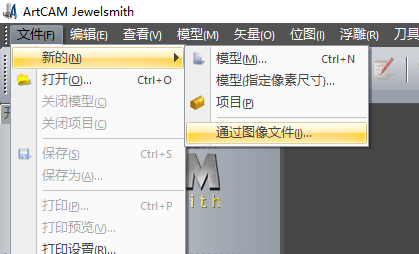 ArtCAM Jewelsmith
文件(F) 编辑(E) 查看(V) 模型(M) 矢量(O) 位图(I) 浮雕(R) 刀具
新的(N)
模型(M)... Ctrl+N
打开(O)... Ctrl+O
模型(指定像素尺寸)...
关闭模型(C)
项目(P)
关闭项目(C)
通过图像文件(I)...
保存(S) Ctrl+S
保存为(A)...
M
打印(P)... Ctrl+P
ith
打印预览(V)...
打印设置(R)...